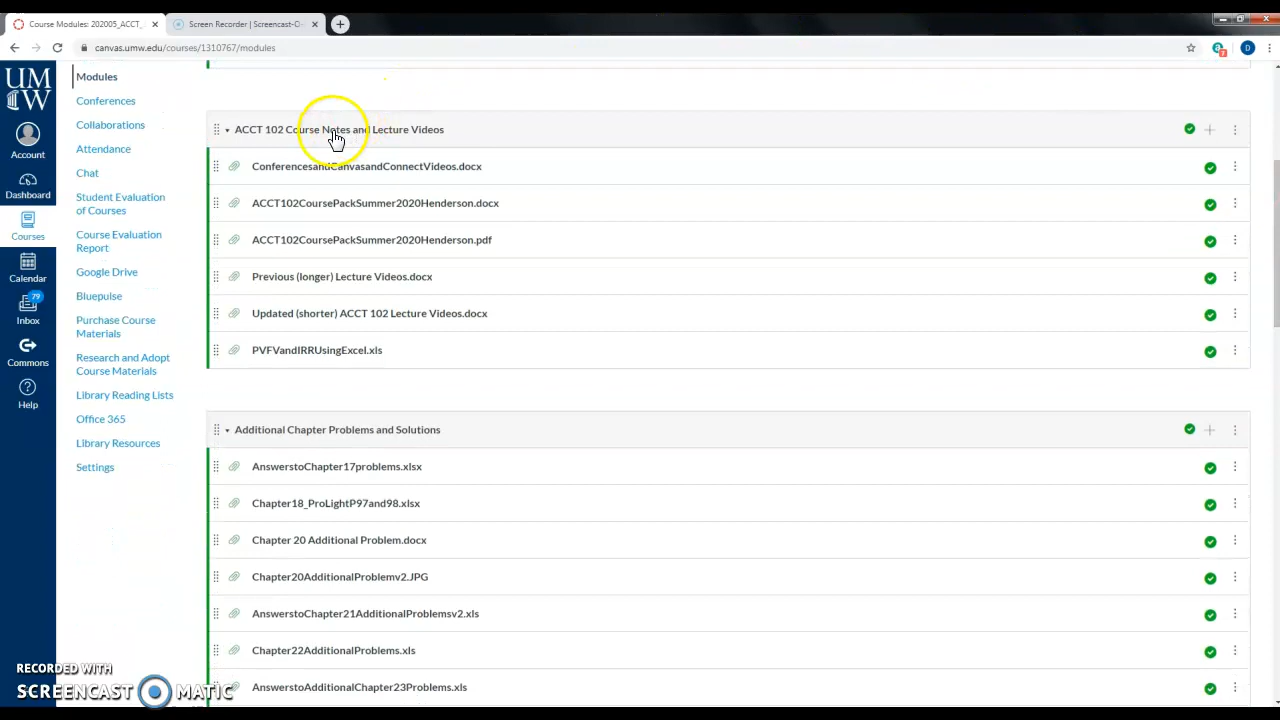 Course Modules: 202005_ACCT_
Screen Recorder | Screencast-O-
canvas.umw.edu/courses/1310767/modules
7
D
UMW
Account
Dashboard
Courses
Calendar
79
Inbox
Commons
Help
Modules
Conferences
Collaborations
Attendance
Chat
Student Evaluation
of Courses
Course Evaluation
Report
Google Drive
Bluepulse
Purchase Course
Materials
Research and Adopt
Course Materials
Library Reading Lists
Office 365
Library Resources
Settings
ACCT 102 Course Notes and Lecture Videos
ConferencesandCanvasandConnectVideos.docx
ACCT102CoursePackSummer2020Henderson.docx
ACCT102CoursePackSummer2020Henderson.pdf
Previous (longer) Lecture Videos.docx
Updated (shorter) ACCT 102 Lecture Videos.docx
PVFVandIRRUsingExcel.xls
Additional Chapter Problems and Solutions
AnswerstoChapter17problems.xlsx
Chapter18_ProLightP97and98.xlsx
Chapter 20 Additional Problem.docx
Chapter20AdditionalProblemv2.JPG
AnswerstoChapter21AdditionalProblemsv2.xls
Chapter22AdditionalProblems.xls
AnswerstoAdditionalChapter23Problems.xls
RECORDED WITH
SCREENCAST MATIC